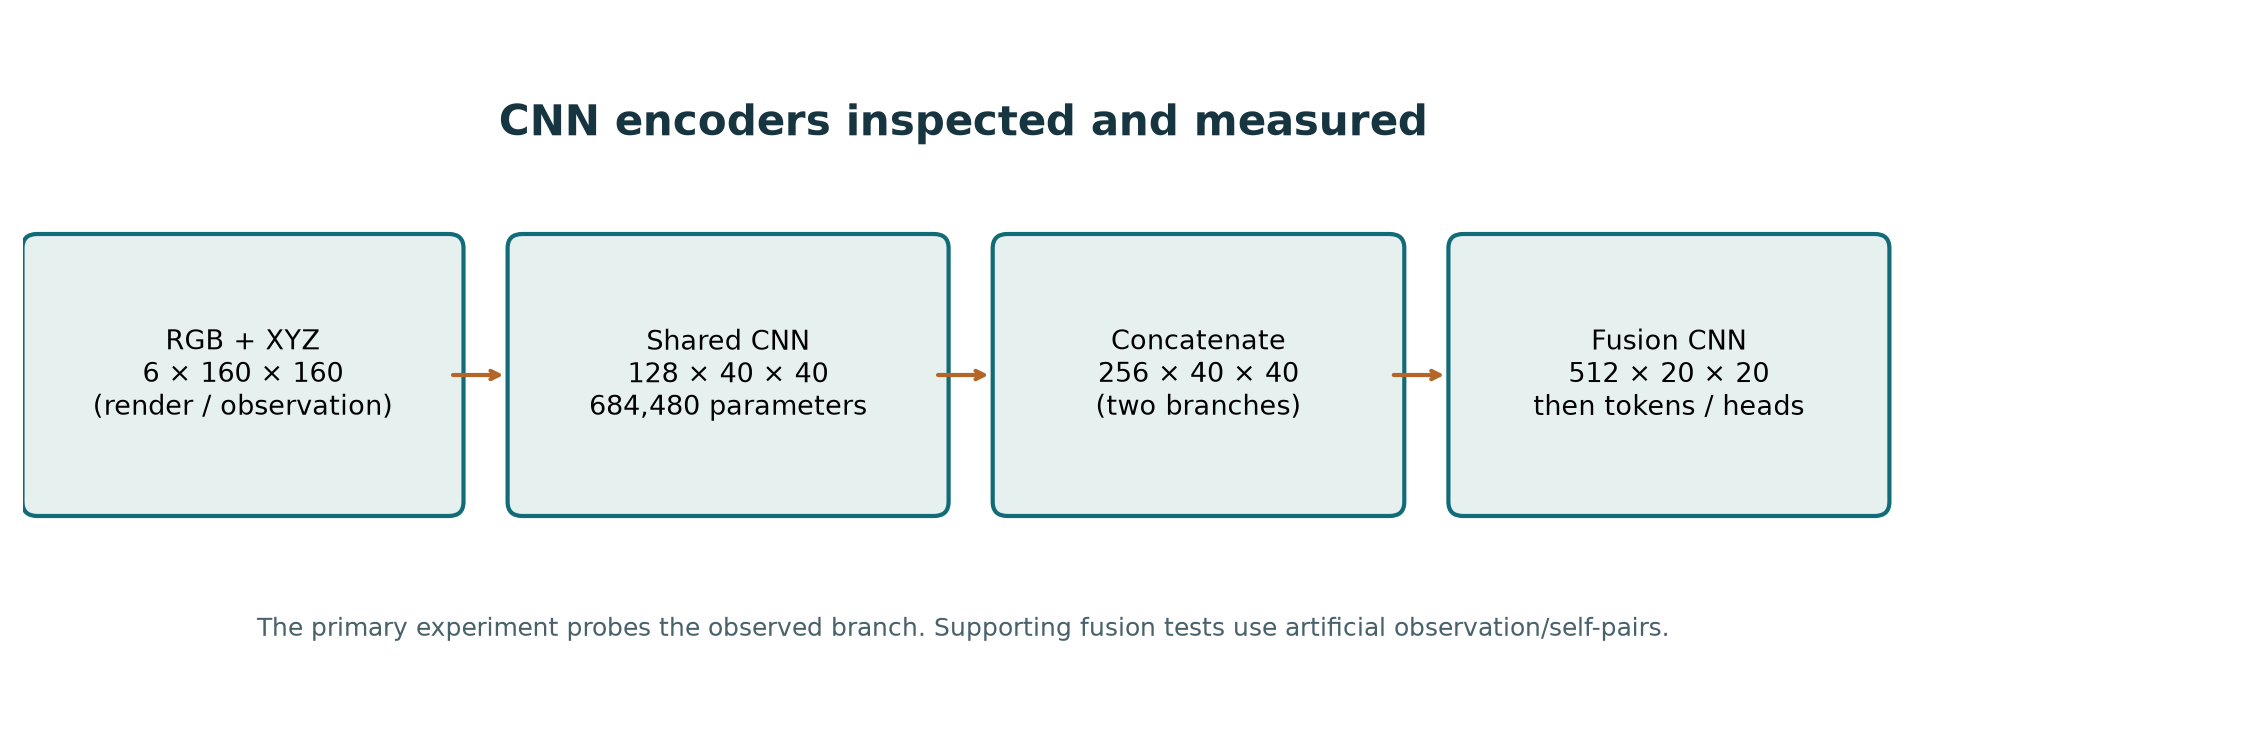 CNN encoders inspected and measured
RGB + XYZ
6 × 160 × 160
(render / observation)
Shared CNN
128 × 40 × 40
684,480 parameters
Concatenate
256 × 40 × 40
(two branches)
Fusion CNN
512 × 20 × 20
then tokens / heads
The primary experiment probes the observed branch. Supporting fusion tests use artificial observation/self-pairs.